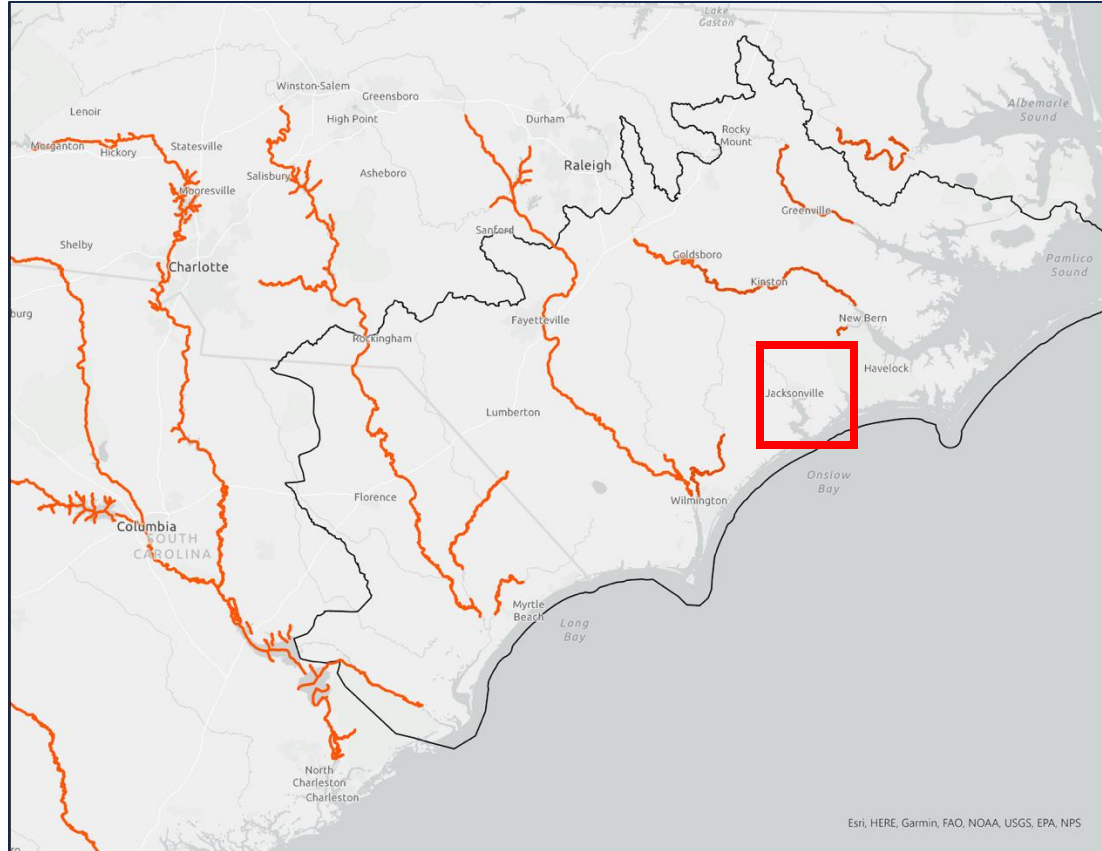 Lake
Gaston
Winston-Salem
Greensboro
Lenoir
High Point
Durham
Albemarle
Sound
Rocky
Mount
Morganton
Hickory
Statesville
Raleigh
Salisbury
Asheboro
Mooresville
Greenville
Sanford
Shelby
Goldsboro
Pamlico
Sound
Charlotte
Kinston
burg
Fayetteville
New Bern
Rockingham
Havelock
Jacksonville
Lumberton
Onslow
Bay
Florence
Wilmington
Columbia
SOUTH
CAROLINA
Myrtle
Beach
Long
Bay
North
Charleston
Charleston
Esri, HERE, Garmin, FAO, NOAA, USGS, EPA, NPS